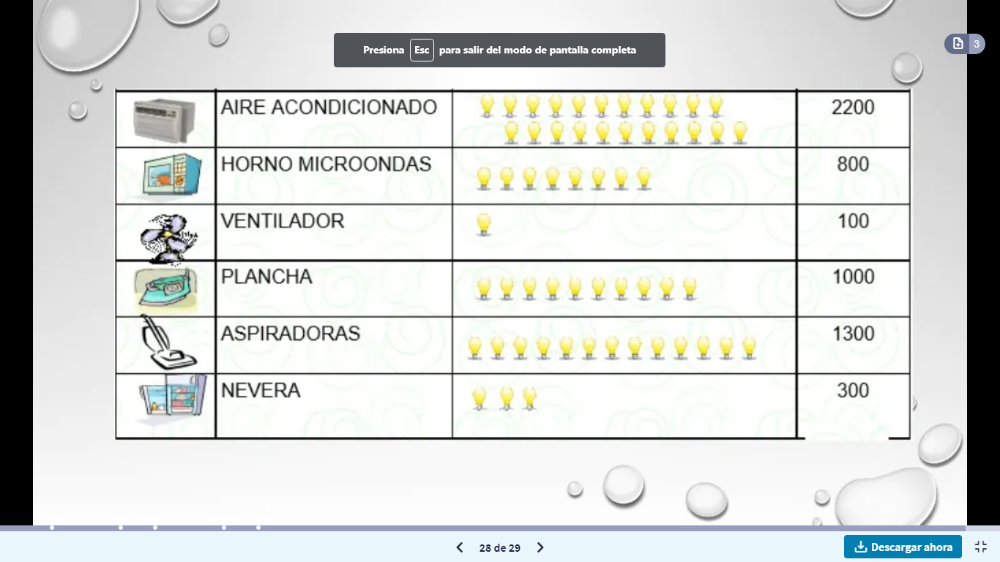 Presiona Esc para salir del modo de pantalla completa
3
AIRE ACONDICIONADO 2200
HORNO MICROONDAS 800
VENTILADOR 100
PLANCHA 1000
ASPIRADORAS 1300
NEVERA 300
28 de 29
Descargar ahora